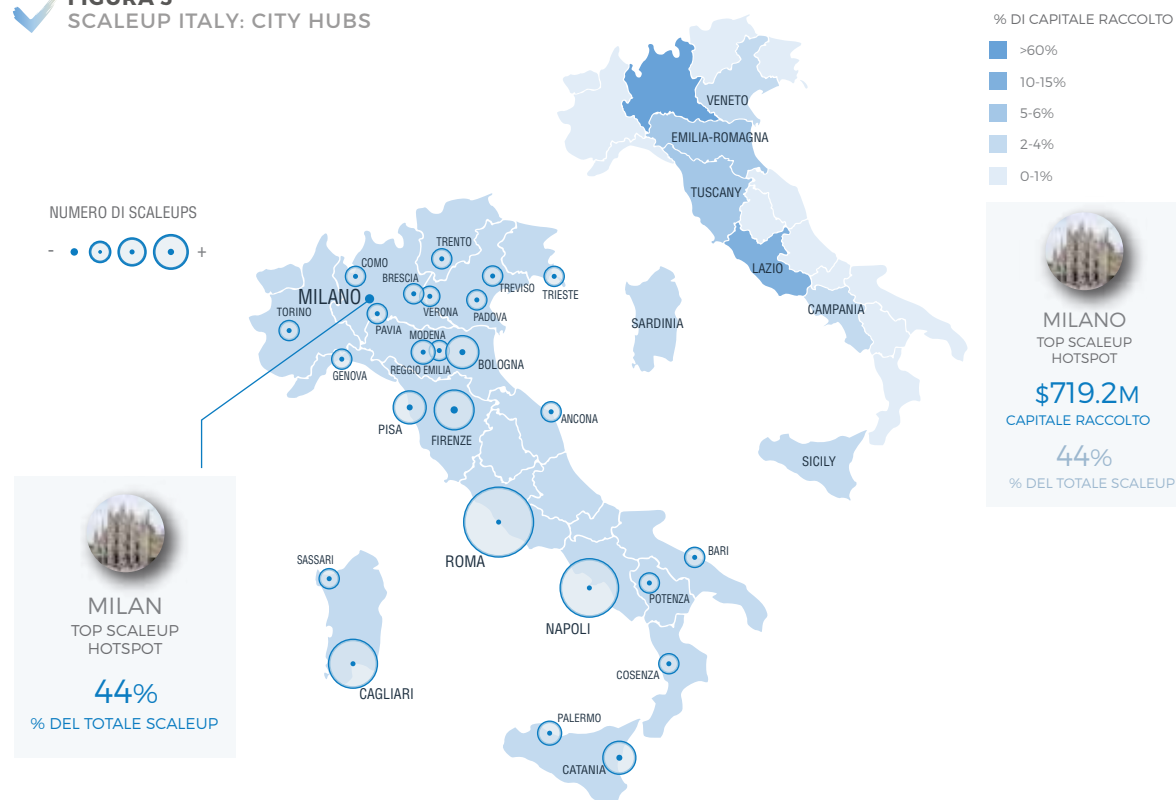 FIGURA 3
SCALEUP ITALY: CITY HUBS
% DI CAPITALE RACCOLTO
>60%
10-15%
5-6%
2-4%
0-1%
VENETO
EMILIA-ROMAGNA
TUSCANY
LAZIO
CAMPANIA
SARDINIA
SICILY
MILANO
TOP SCALEUP
HOTSPOT
$719.2M
CAPITALE RACCOLTO
44%
% DEL TOTALE SCALEUP
NUMERO DI SCALEUPS
- +
TRENTO
COMO
BRESCIA
MILANO
TREVISO
TRIESTE
TORINO
VERONA
PADOVA
PAVIA
MODENA
REGGIO EMILIA
BOLOGNA
GENOVA
PISA
FIRENZE
ANCONA
ROMA
BARI
SASSARI
POTENZA
NAPOLI
COSENZA
CAGLIARI
PALERMO
CATANIA
MILAN
TOP SCALEUP
HOTSPOT
44%
% DEL TOTALE SCALEUP